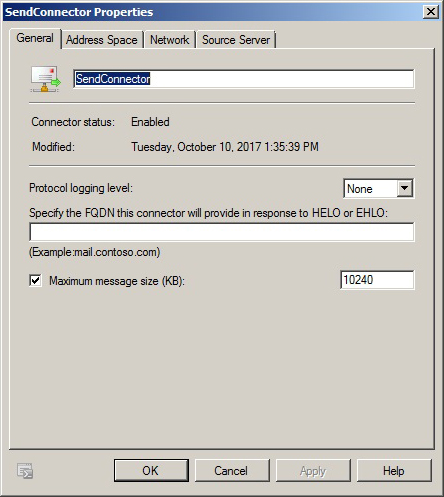 SendConnector Properties
General
Address Space
Network
Source Server
SendConnector
Connector status: Enabled
Modified: Tuesday, October 10, 2017 1:35:39 PM
Protocol logging level: None
Specify the FQDN this connector will provide in response to HELO or EHLO:
(Example:mail.contoso.com)
Maximum message size (KB): 10240
OK
Cancel
Apply
Help